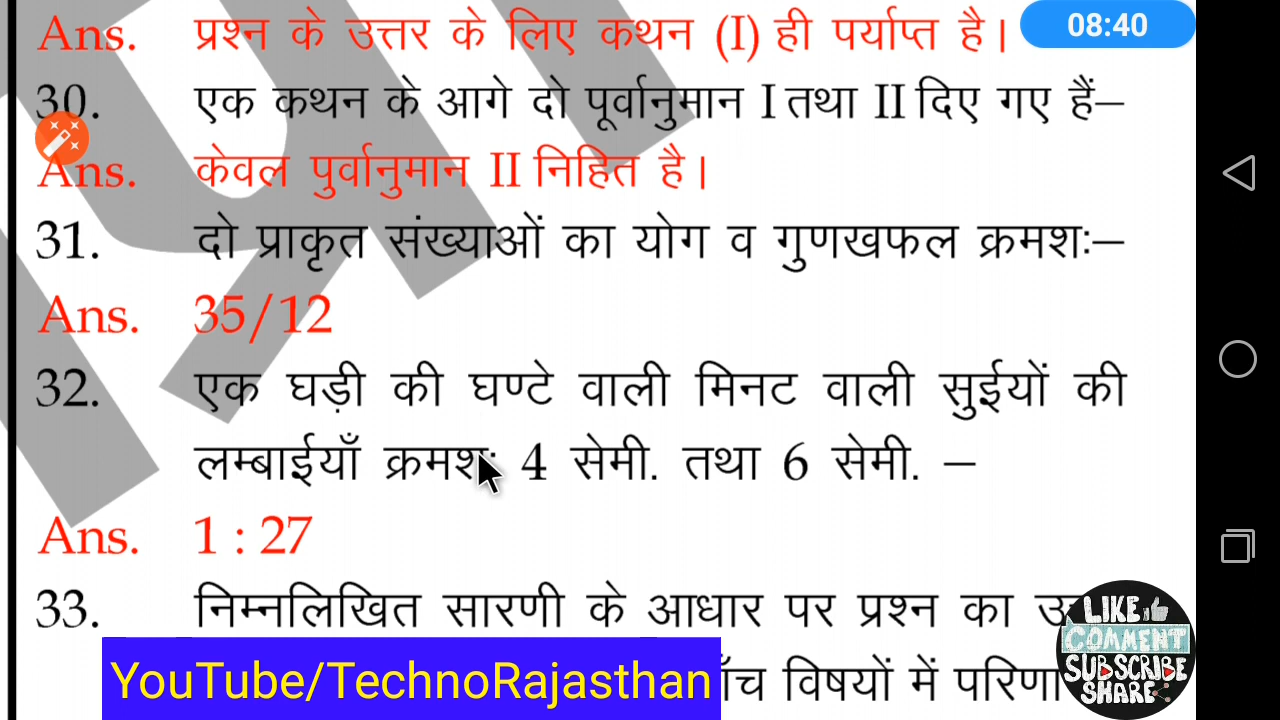 Ans. प्रश्न के उत्तर के लिए कथन (I) ही पर्याप्त है।
08:40
30. एक कथन के आगे दो पूर्वानुमान I तथा II दिए गए हैं–
Ans. केवल पुर्वानुमान II निहित है।
31. दो प्राकृत संख्याओं का योग व गुणखफल क्रमशः–
Ans. 35/12
32. एक घड़ी की घण्टे वाली मिनट वाली सुईयों की
लम्बाईयाँ क्रमशः 4 सेमी. तथा 6 सेमी. –
Ans. 1 : 27
33. निम्नलिखित सारणी के आधार पर प्रश्न का
विषयों में
YouTube/TechnoRajasthan
LIKE
COMMENT
SUBSCRIBE
SHARE